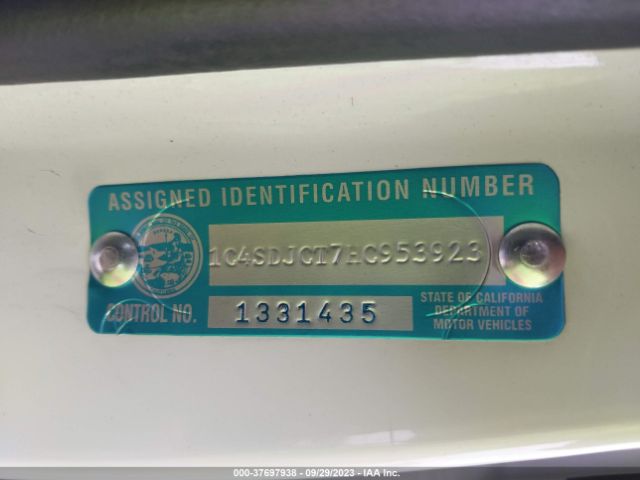 ASSIGNED IDENTIFICATION NUMBER
1C4SDJCT7HC953923
CONTROL NO. 1331435
STATE OF CALIFORNIA
DEPARTMENT OF
MOTOR VEHICLES
000-37697938 - 09/29/2023 - IAA Inc.